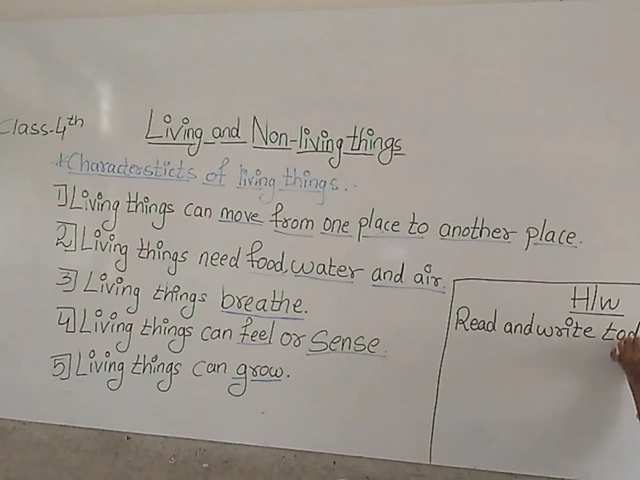 Class-4th
Living and Non-living things
*Charactersticts of living things:-
1) Living things can move from one place to another place.
2) Living things need food, water and air.
3) Living things breathe.
4) Living things can feel or Sense.
5) Living things can grow.
H/w
Read and write